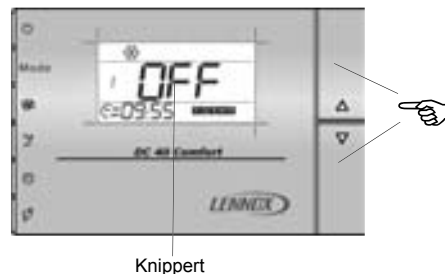 Mode
OFF
09:55
DC 40 Comfort
LENNOX
Knippert